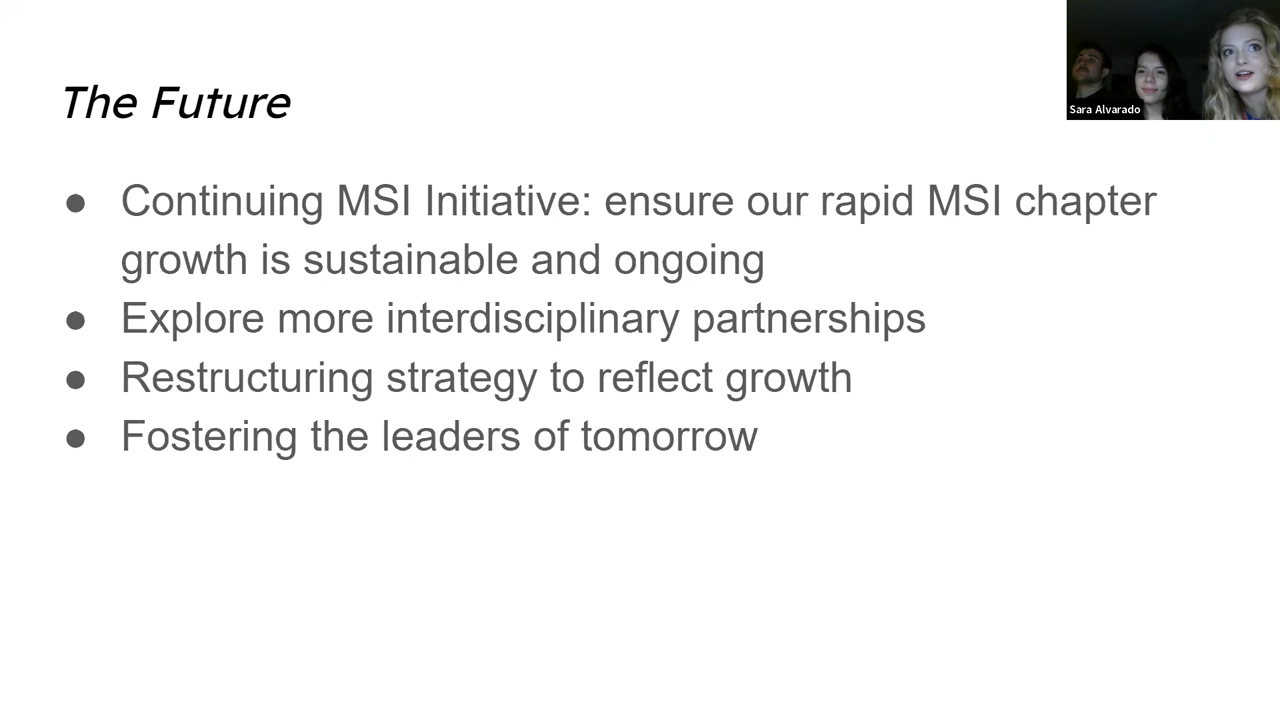 The Future
Sara Alvarado
● Continuing MSI Initiative: ensure our rapid MSI chapter
growth is sustainable and ongoing
● Explore more interdisciplinary partnerships
● Restructuring strategy to reflect growth
● Fostering the leaders of tomorrow